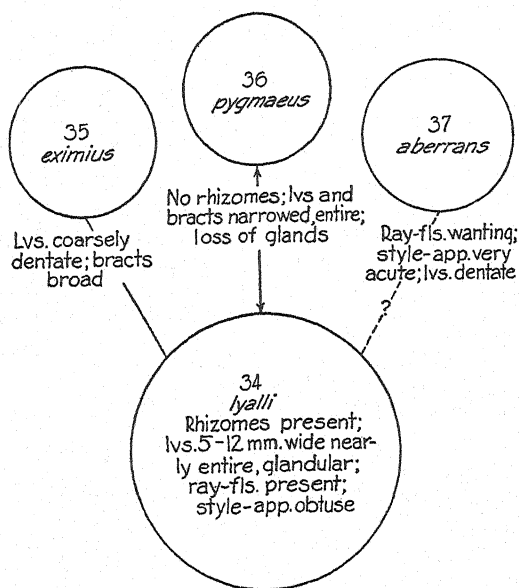 36
pygmaeus
35
eximius
37
aberrans
No rhizomes; lvs and
bracts narrowed, entire;
loss of glands
Lvs. coarsely
dentate; bracts
broad
Ray-fls. wanting;
style-app. very
acute; lvs. dentate
?
34
lyalli
Rhizomes present;
lvs. 5-12 mm. wide near-
ly entire, glandular;
ray-fls. present;
style-app. obtuse